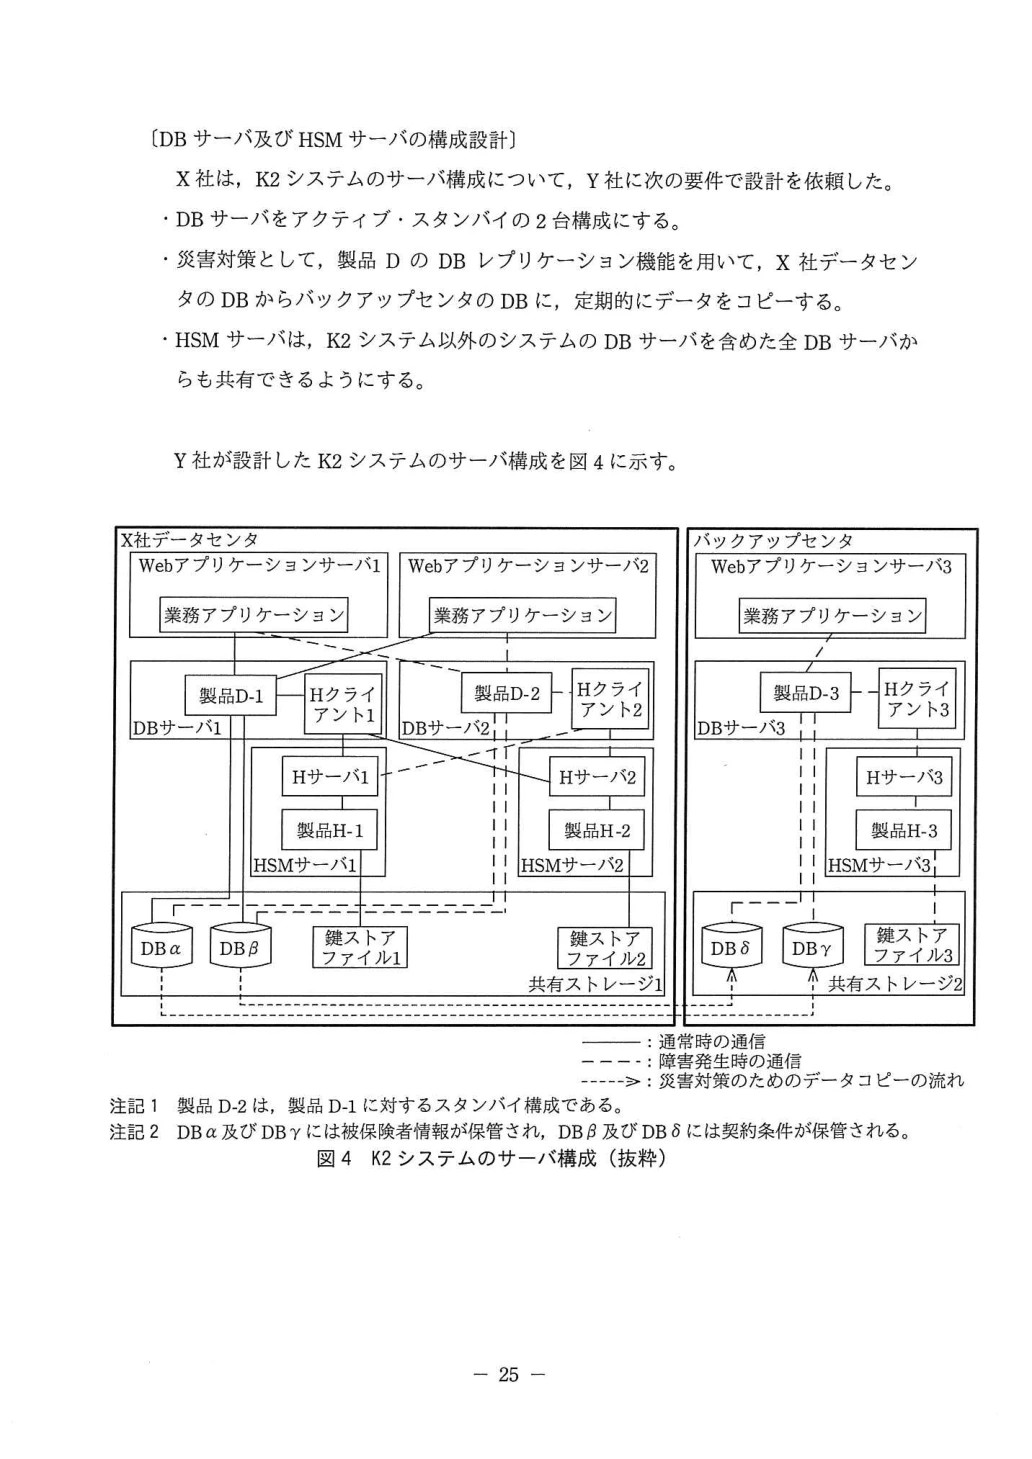 〔DB サーバ及び HSM サーバの構成設計〕
X 社は，K2 システムのサーバ構成について，Y 社に次の要件で設計を依頼した。
・DB サーバをアクティブ・スタンバイの 2 台構成にする。
・災害対策として，製品 D の DB レプリケーション機能を用いて，X 社データセン
タの DB からバックアップセンタの DB に，定期的にデータをコピーする。
・HSM サーバは，K2 システム以外のシステムの DB サーバを含めた全 DB サーバか
らも共有できるようにする。
Y 社が設計した K2 システムのサーバ構成を図 4 に示す。
X社データセンタ
Webアプリケーションサーバ1
業務アプリケーション
Webアプリケーションサーバ2
業務アプリケーション
製品D-1
Hクライ
アント1
DBサーバ1
製品D-2
Hクライ
アント2
DBサーバ2
Hサーバ1
製品H-1
HSMサーバ1
Hサーバ2
製品H-2
HSMサーバ2
DBα
DBβ
鍵ストア
ファイル1
鍵ストア
ファイル2
共有ストレージ1
バックアップセンタ
Webアプリケーションサーバ3
業務アプリケーション
製品D-3
Hクライ
アント3
DBサーバ3
Hサーバ3
製品H-3
HSMサーバ3
DBδ
DBγ
鍵ストア
ファイル3
共有ストレージ2
：通常時の通信
：障害発生時の通信
：災害対策のためのデータコピーの流れ
注記 1 製品 D-2 は，製品 D-1 に対するスタンバイ構成である。
注記 2 DBα及び DBγには被保険者情報が保管され，DBβ及び DBδには契約条件が保管される。
図 4 K2 システムのサーバ構成（抜粋）
－ 25 －